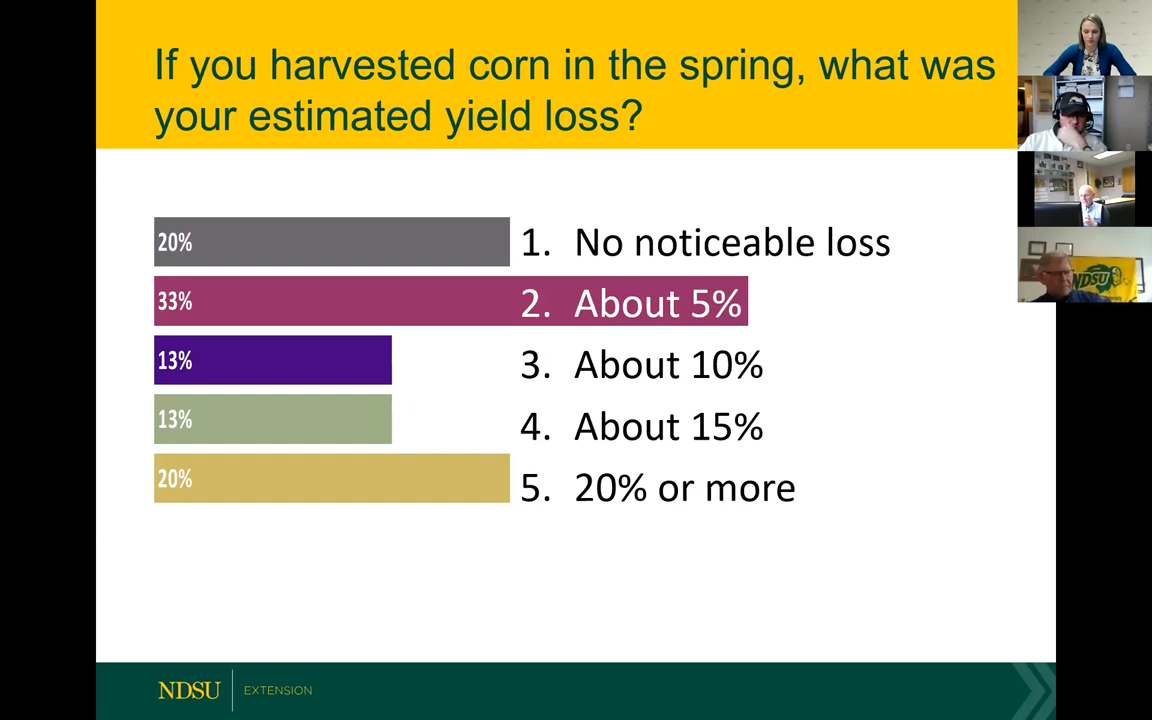 If you harvested corn in the spring, what was
your estimated yield loss?
20% 1. No noticeable loss
33% 2. About 5%
13% 3. About 10%
13% 4. About 15%
20% 5. 20% or more
NDSU EXTENSION
NDSU